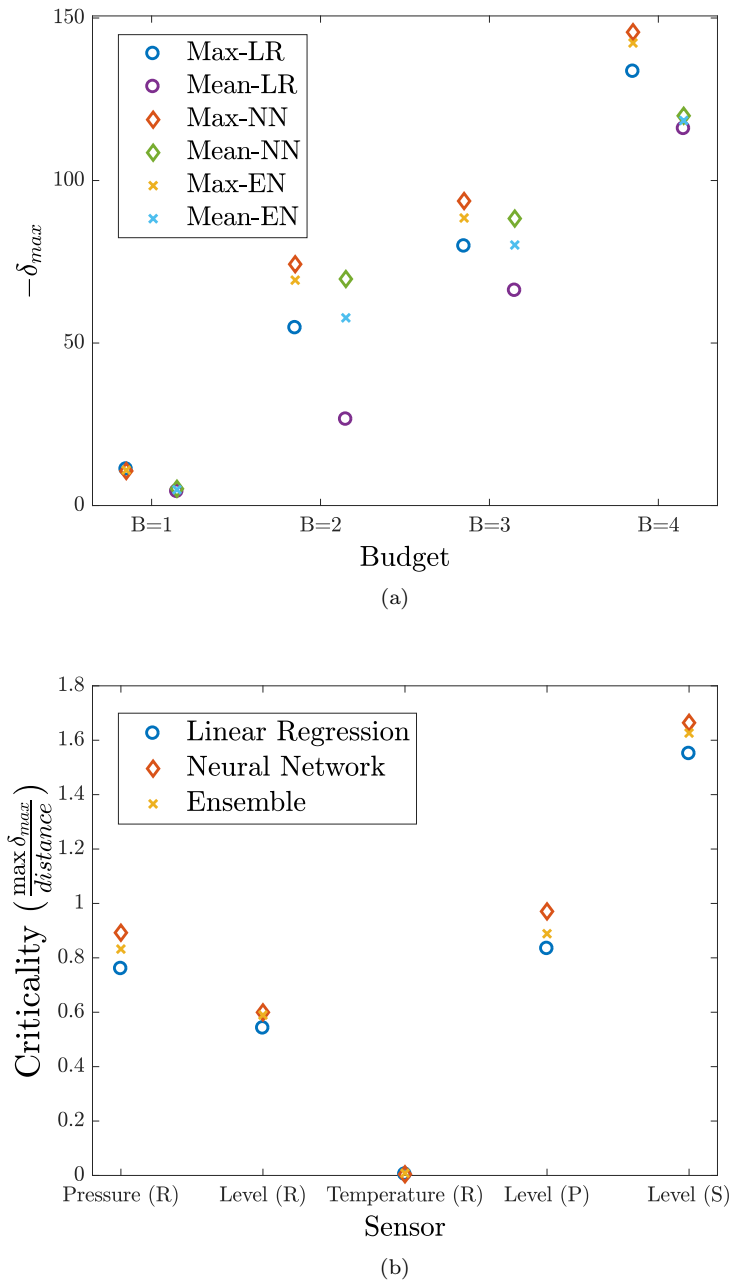 150
100
50
0
−δmax
Max-LR
Mean-LR
Max-NN
Mean-NN
Max-EN
Mean-EN
B=1 B=2 B=3 B=4
Budget
(a)
1.8
1.6
1.4
1.2
1
0.8
0.6
0.4
0.2
0
Criticality (max δmax / distance)
Linear Regression
Neural Network
Ensemble
Pressure (R) Level (R) Temperature (R) Level (P) Level (S)
Sensor
(b)